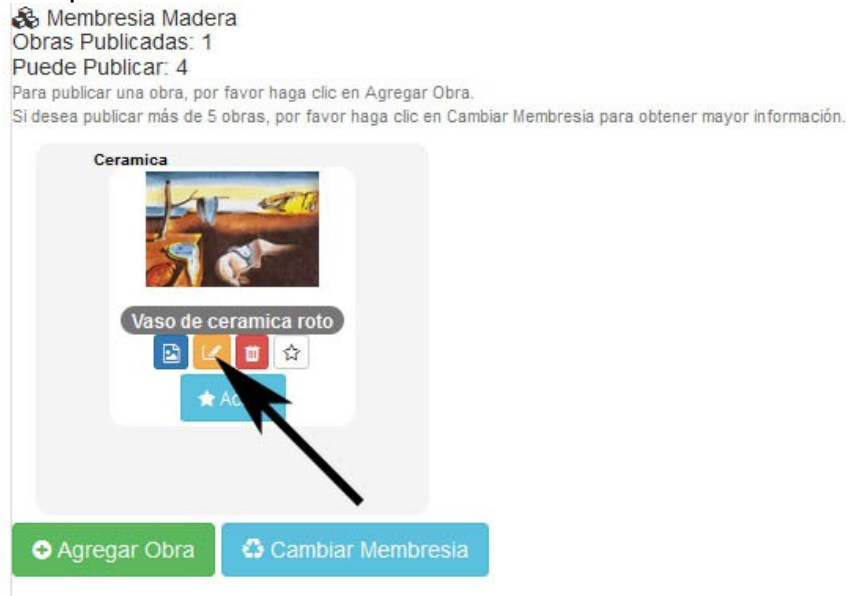 Membresia Madera
Obras Publicadas: 1
Puede Publicar: 4
Para publicar una obra, por favor haga clic en Agregar Obra.
Si desea publicar más de 5 obras, por favor haga clic en Cambiar Membresia para obtener mayor información.
Ceramica
Vaso de ceramica roto
Agregar Obra
Cambiar Membresia